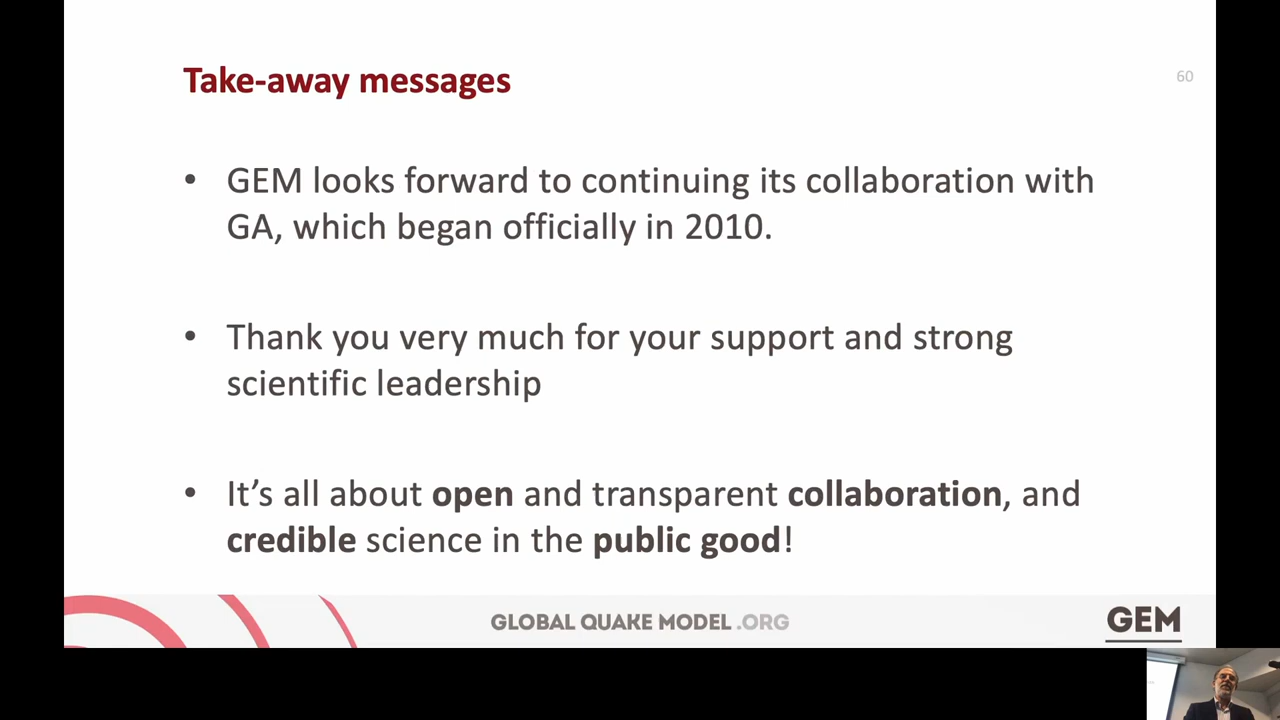 Take-away messages
60
• GEM looks forward to continuing its collaboration with
GA, which began officially in 2010.
• Thank you very much for your support and strong
scientific leadership
• It’s all about open and transparent collaboration, and
credible science in the public good!
GLOBAL QUAKE MODEL .ORG
GEM